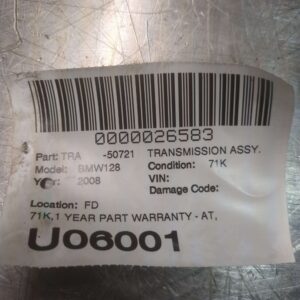 0000026583
Part: TRA -50721 TRANSMISSION ASSY.
Model: BMW128 Condition: 71K
Year: 2008 VIN:
Damage Code:
Location: FD
71K,1 YEAR PART WARRANTY - AT,
U06001